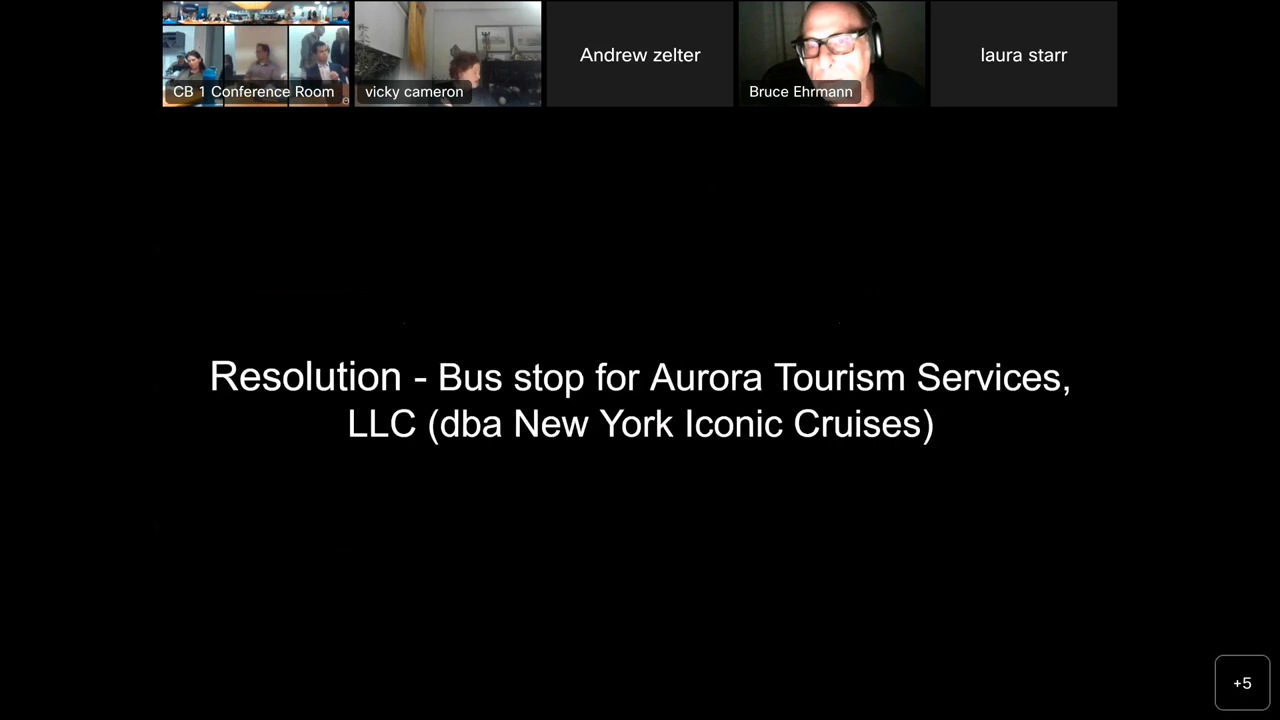 CB 1 Conference Room
vicky cameron
Andrew zelter
Bruce Ehrmann
laura starr
Resolution - Bus stop for Aurora Tourism Services,
LLC (dba New York Iconic Cruises)
+5